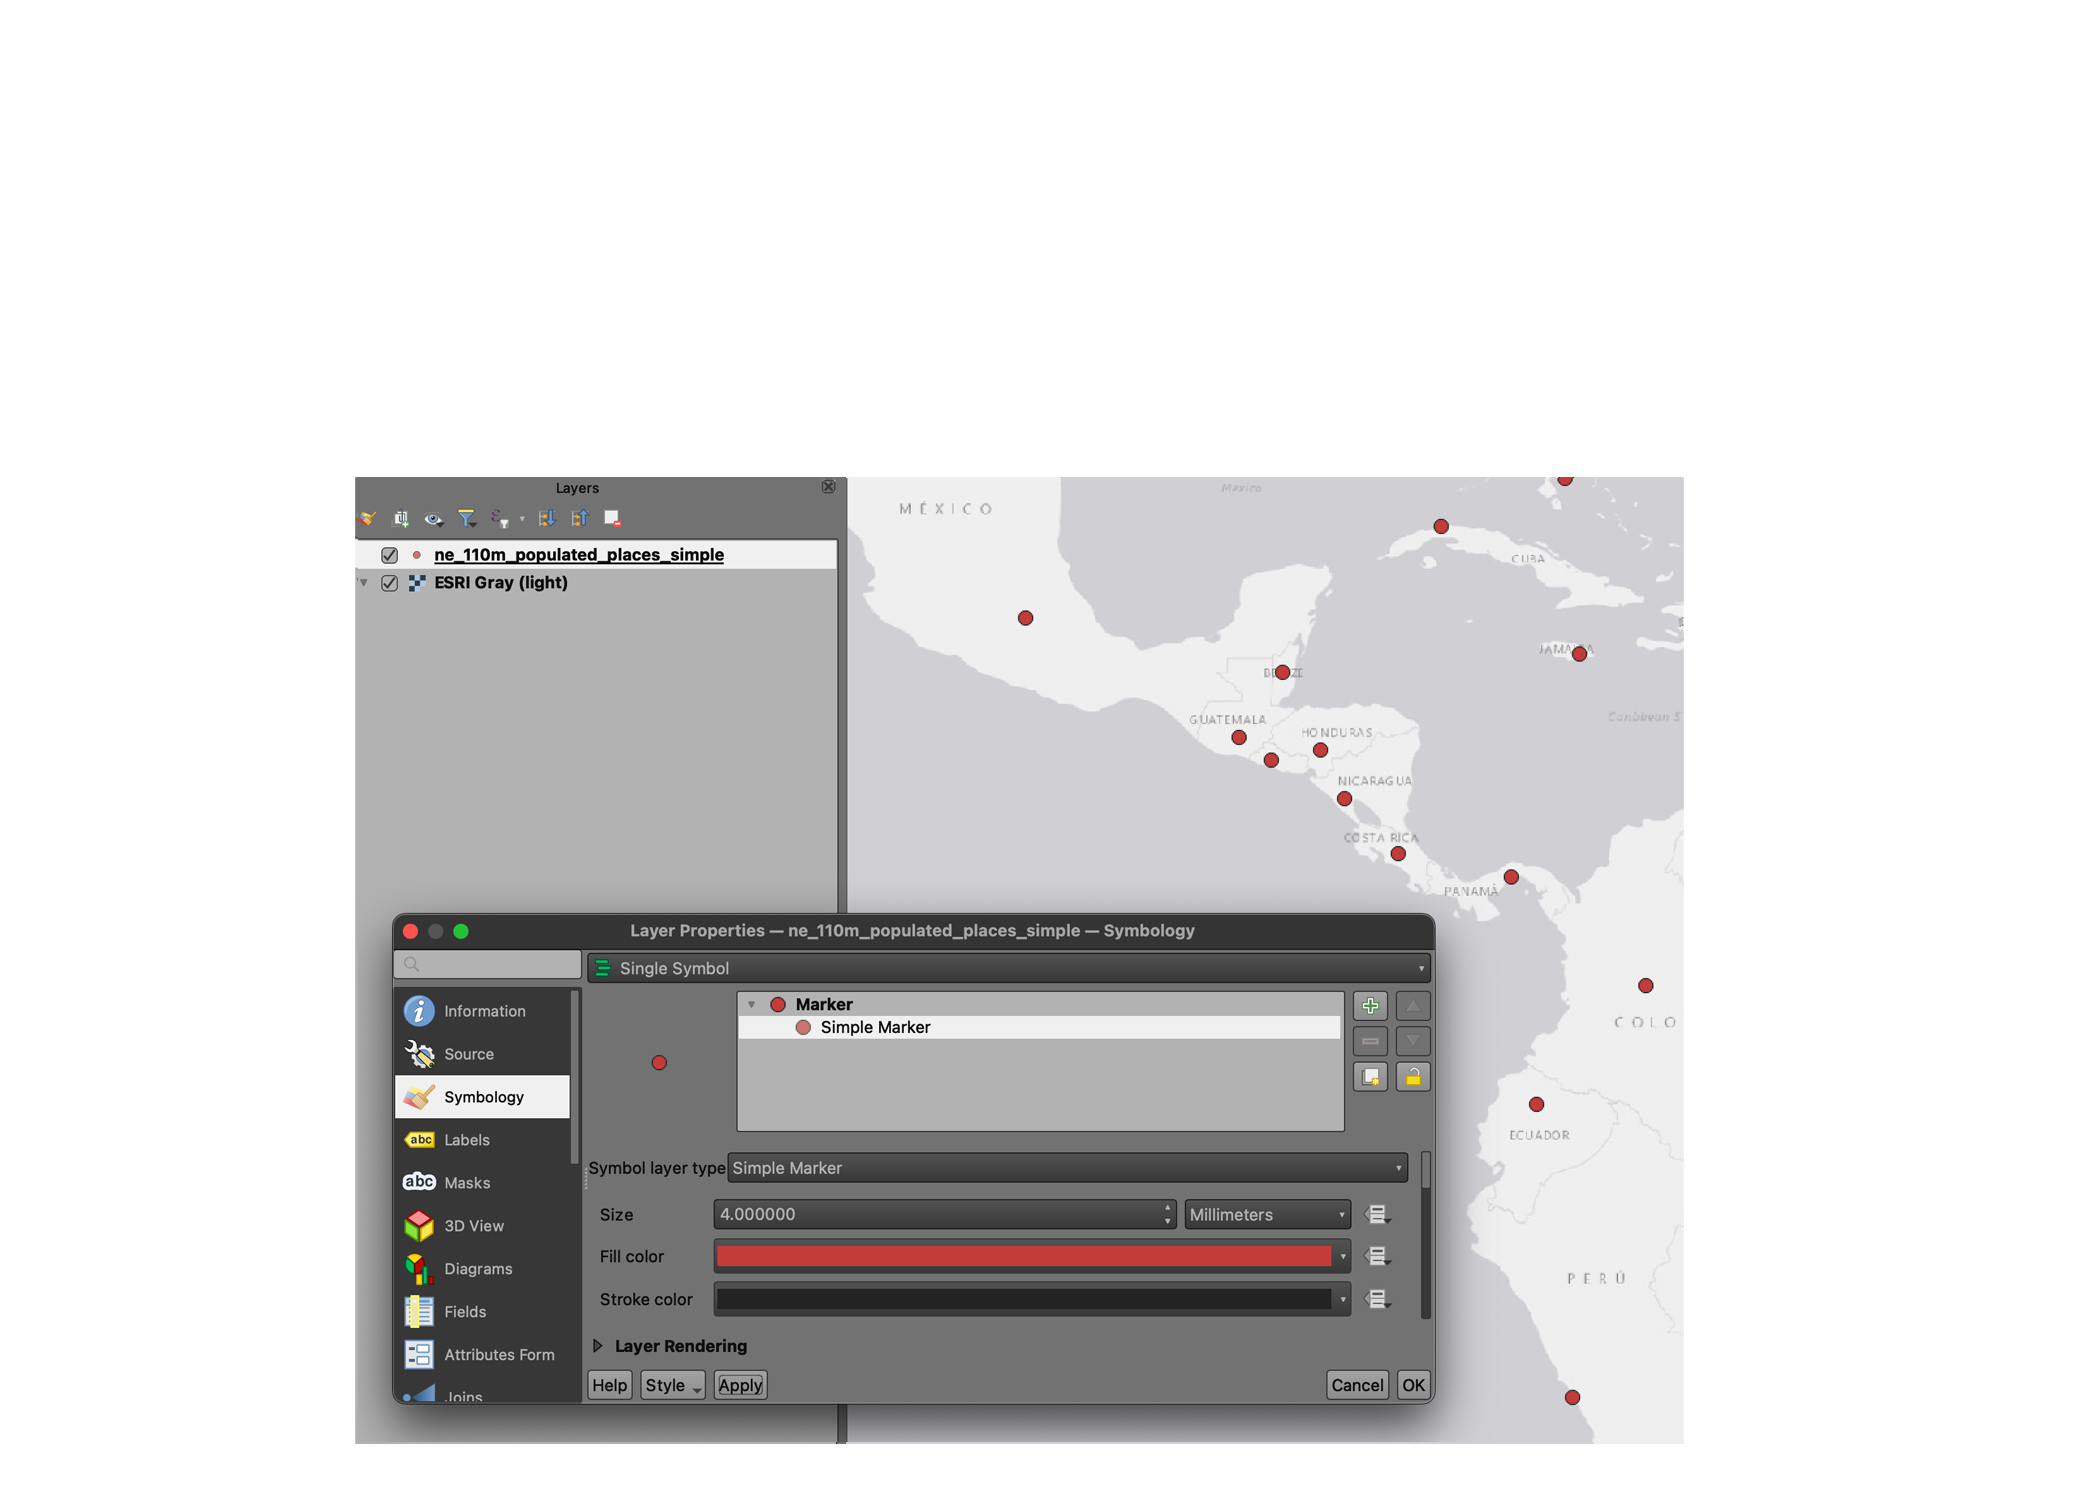 Layers
ne_110m_populated_places_simple
ESRI Gray (light)
MÉXICO
Mexico
CUBA
JAMAICA
BELIZE
Caribbean S
GUATEMALA
HONDURAS
NICARAGUA
COSTA RICA
PANAMÁ
COLO
ECUADOR
PERÚ
Layer Properties — ne_110m_populated_places_simple — Symbology
Single Symbol
Information
Source
Symbology
abc Labels
abc Masks
3D View
Diagrams
Fields
Attributes Form
Joins
Marker
Simple Marker
Symbol layer type Simple Marker
Size 4.000000 Millimeters
Fill color
Stroke color
Layer Rendering
Help Style Apply Cancel OK